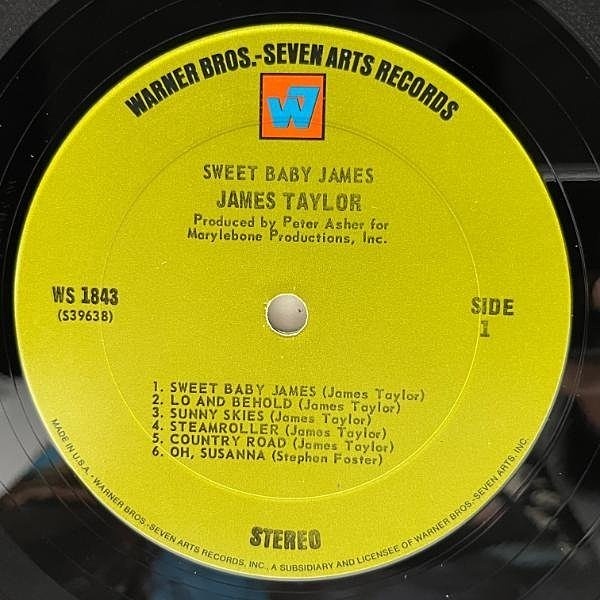 WARNER BROS.-SEVEN ARTS RECORDS
W7
SWEET BABY JAMES
JAMES TAYLOR
Produced by Peter Asher for
Marylebone Productions, Inc.
WS 1843
(S39638)
SIDE
1
1. SWEET BABY JAMES (James Taylor)
2. LO AND BEHOLD (James Taylor)
3. SUNNY SKIES (James Taylor)
4. STEAMROLLER (James Taylor)
5. COUNTRY ROAD (James Taylor)
6. OH, SUSANNA (Stephen Foster)
STEREO
MADE IN U.S.A. - WARNER BROS.-SEVEN ARTS RECORDS, INC., A SUBSIDIARY AND LICENSEE OF WARNER BROS.-SEVEN ARTS, INC.